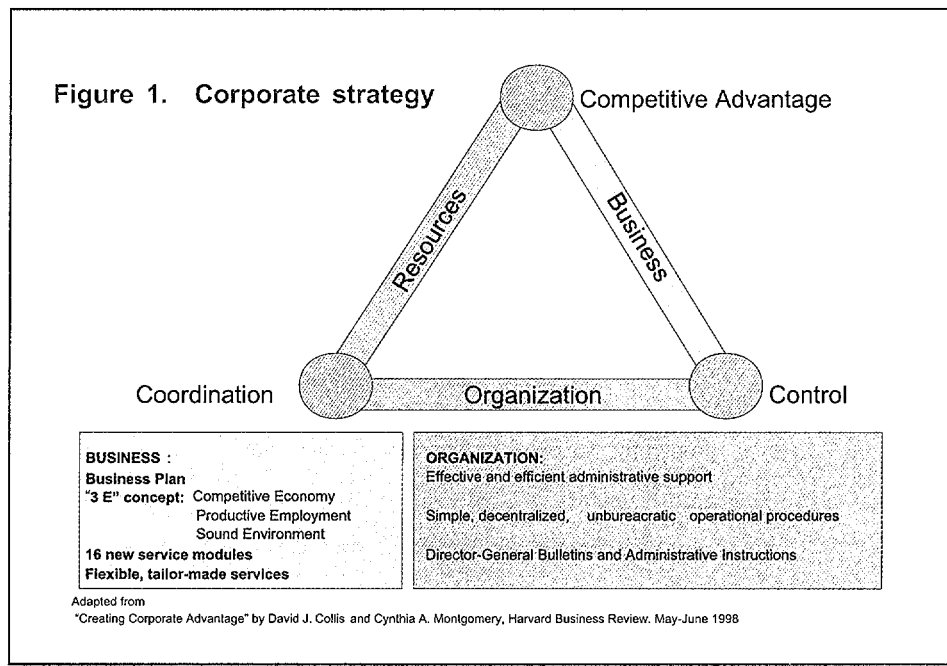 Figure 1. Corporate strategy
Competitive Advantage
Resources
Business
Coordination
Organization
Control
BUSINESS :
Business Plan
"3 E" concept: Competitive Economy
Productive Employment
Sound Environment
16 new service modules
Flexible, tailor-made services
ORGANIZATION:
Effective and efficient administrative support
Simple, decentralized, unbureacratic operational procedures
Director-General Bulletins and Administrative Instructions
Adapted from
"Creating Corporate Advantage" by David J. Collis and Cynthia A. Montgomery, Harvard Business Review. May-June 1998